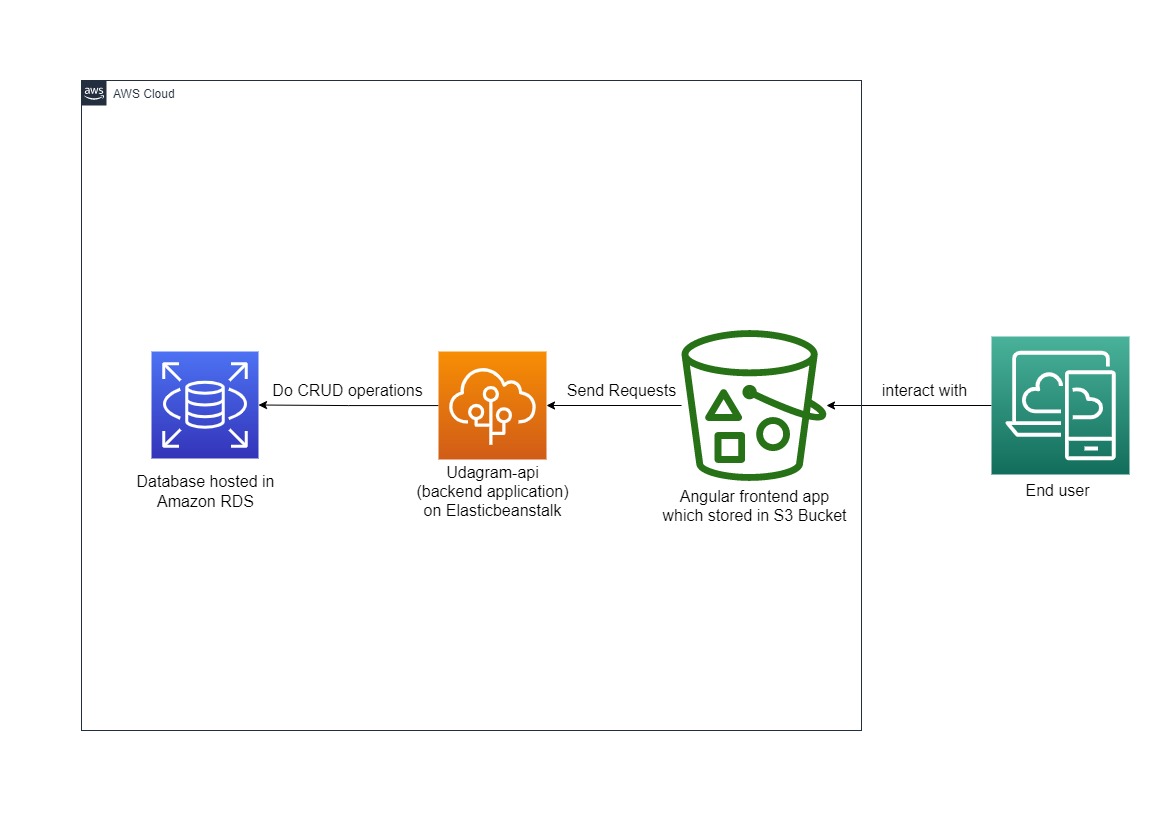 aws
AWS Cloud
Do CRUD operations
Send Requests
interact with
Database hosted in
Amazon RDS
Udagram-api
(backend application)
on Elasticbeanstalk
Angular frontend app
which stored in S3 Bucket
End user